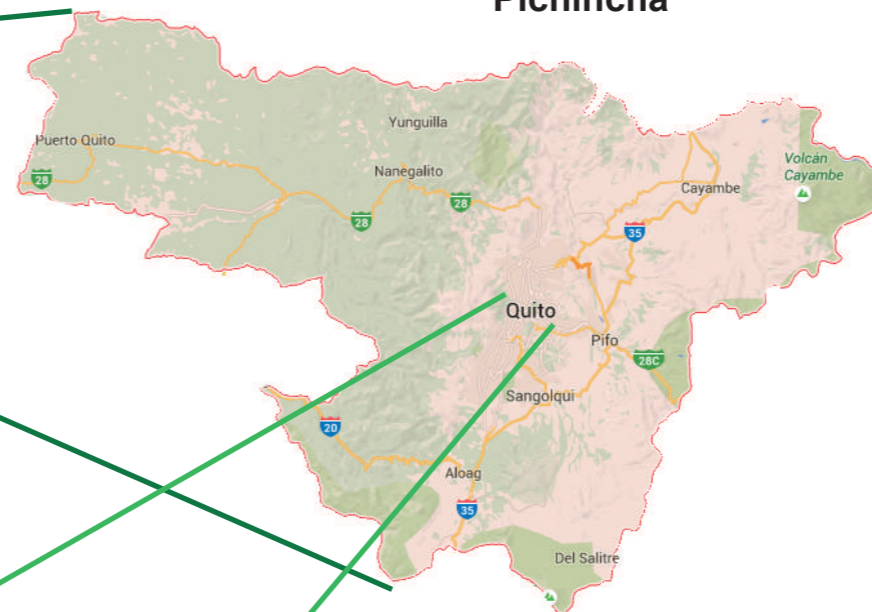 Pichincha
Yunguilla
Puerto Quito
Volcán
Cayambe
Nanegalito
28
Cayambe
28
28
35
Quito
Pifo
28C
Sangolqui
20
Aloag
35
Del Salitre